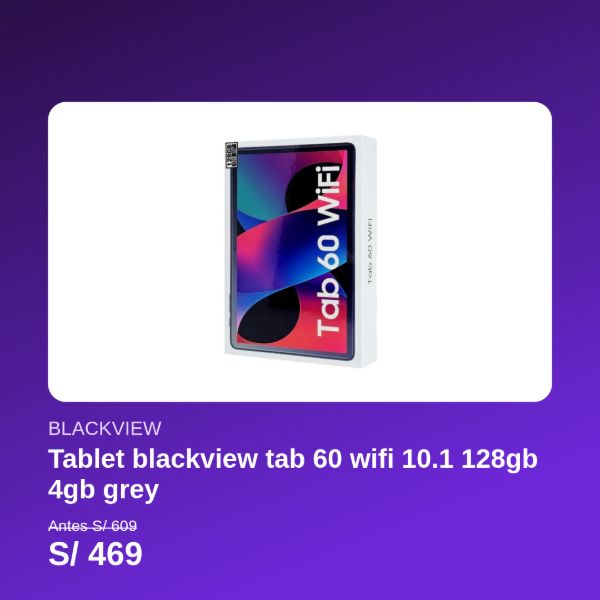 128GB
Tab 60 WiFi
Tab 60 WiFi
BLACKVIEW
Tablet blackview tab 60 wifi 10.1 128gb
4gb grey
Antes S/ 609
S/ 469